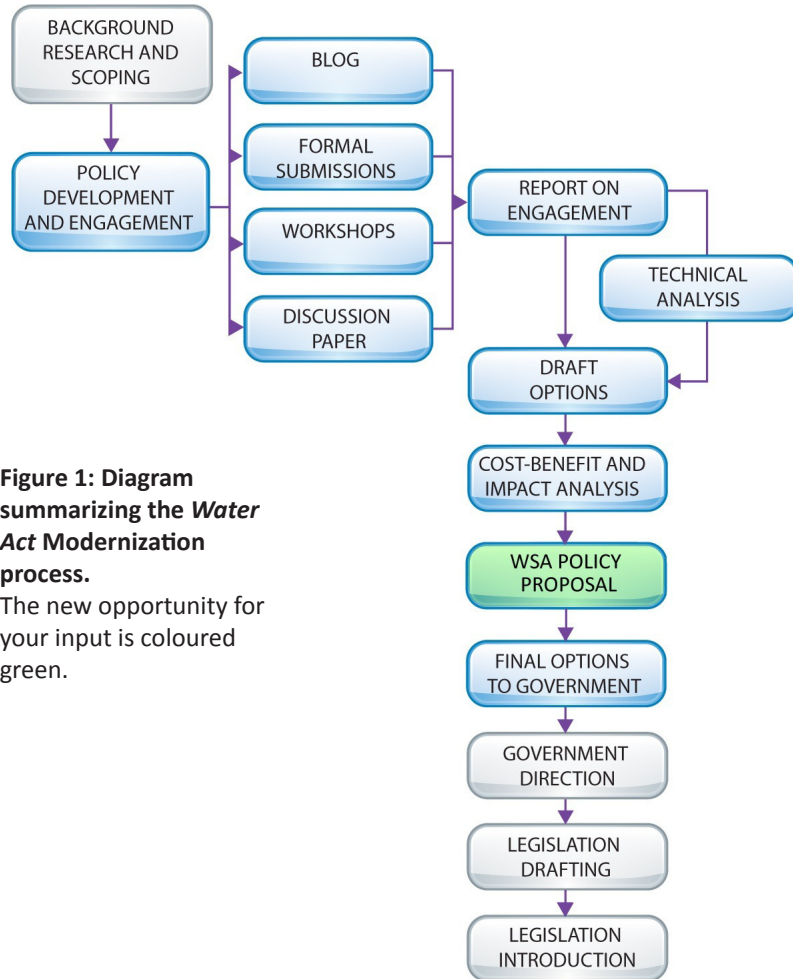 BACKGROUND
RESEARCH AND
SCOPING
POLICY
DEVELOPMENT
AND ENGAGEMENT
BLOG
FORMAL
SUBMISSIONS
WORKSHOPS
DISCUSSION
PAPER
REPORT ON
ENGAGEMENT
TECHNICAL
ANALYSIS
DRAFT
OPTIONS
COST-BENEFIT AND
IMPACT ANALYSIS
WSA POLICY
PROPOSAL
FINAL OPTIONS
TO GOVERNMENT
GOVERNMENT
DIRECTION
LEGISLATION
DRAFTING
LEGISLATION
INTRODUCTION
Figure 1: Diagram
summarizing the Water
Act Modernization
process.
The new opportunity for
your input is coloured
green.